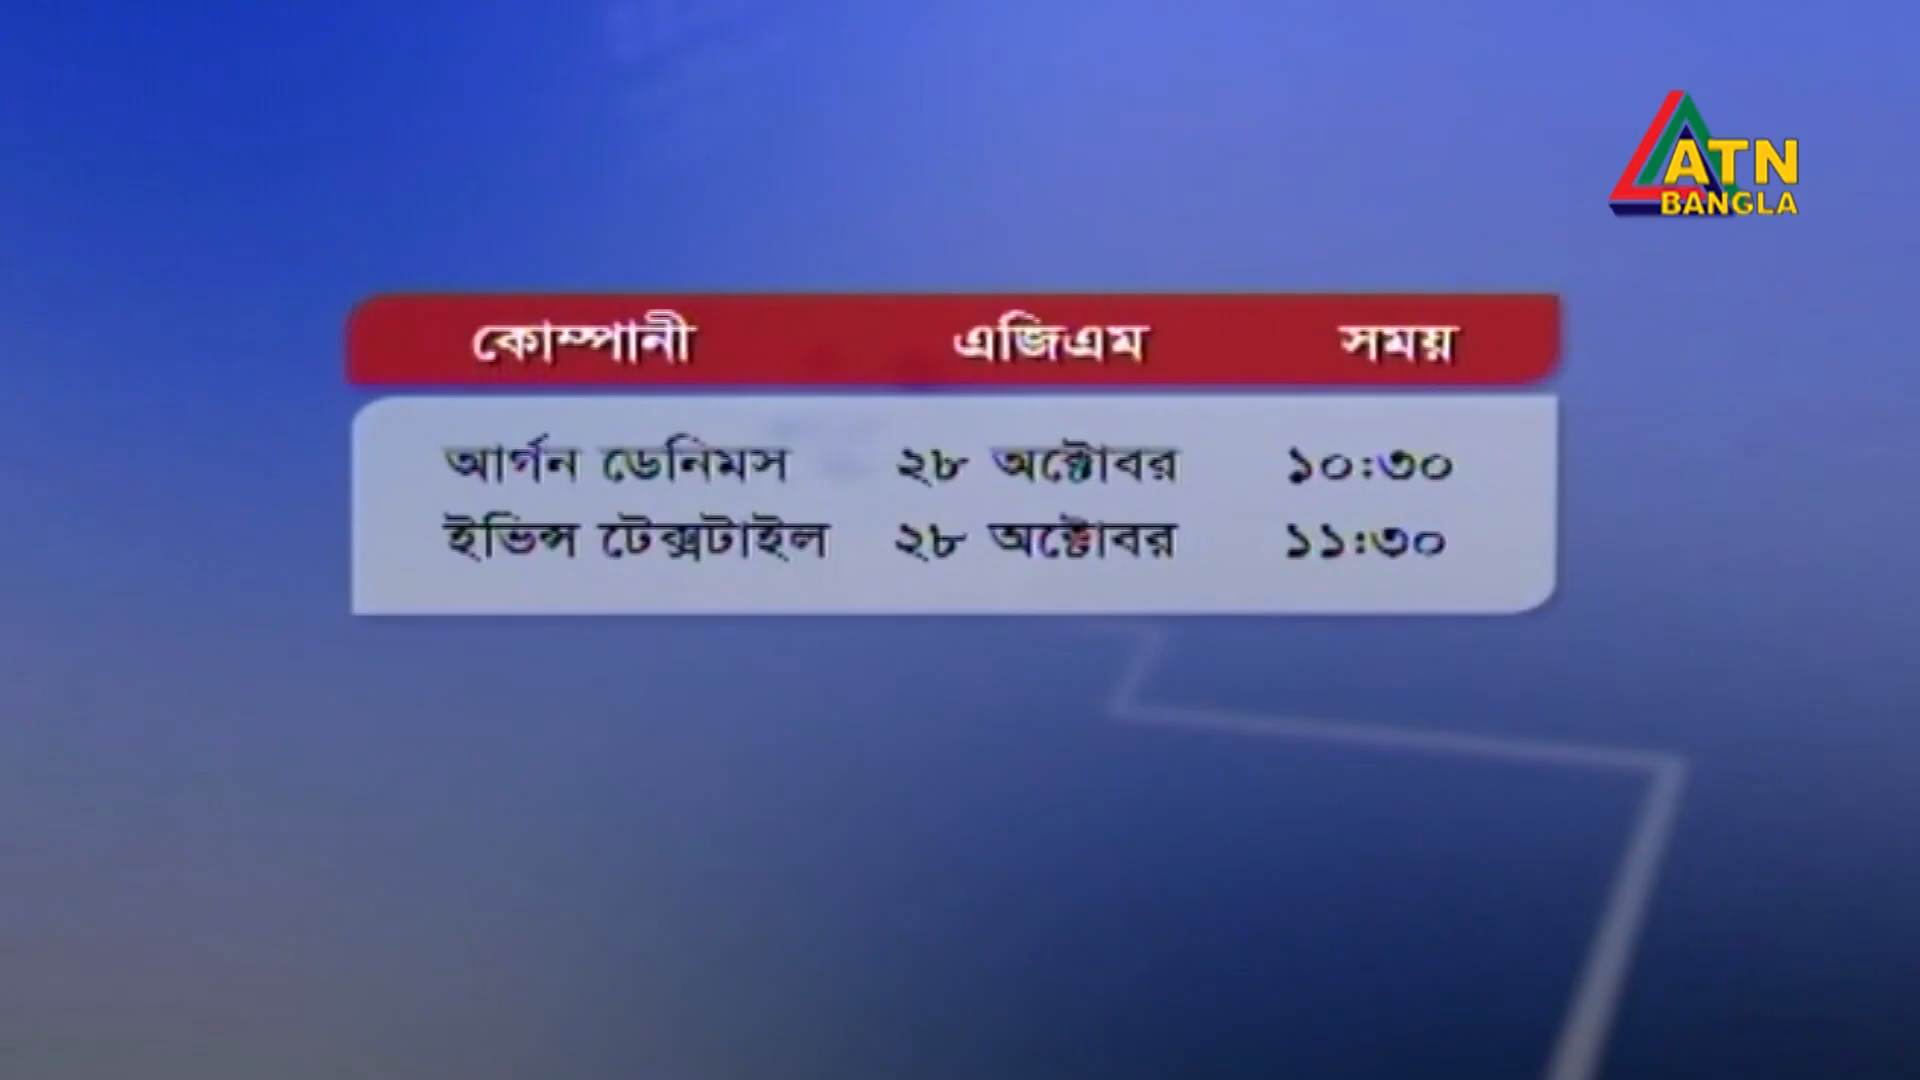 ATN
BANGLA
কোম্পানী এজিএম সময়
আর্গন ডেনিমস ২৮ অক্টোবর ১০:৩০
ইভিন্স টেক্সটাইল ২৮ অক্টোবর ১১:৩০